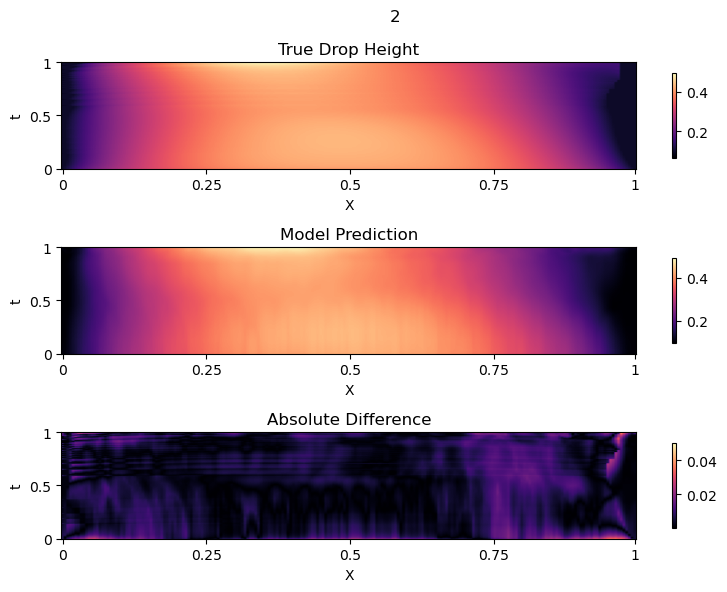 2
True Drop Height
1
0.5
0
t
0 0.25 0.5 0.75 1
X
0.4
0.2
Model Prediction
1
0.5
0
t
0 0.25 0.5 0.75 1
X
0.4
0.2
Absolute Difference
1
0.5
0
t
0 0.25 0.5 0.75 1
X
0.04
0.02